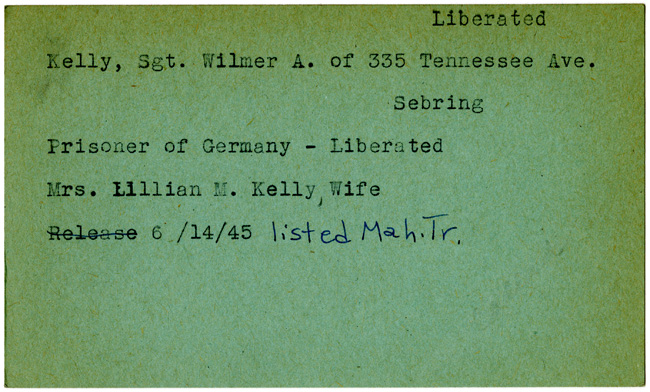 Liberated
Kelly, Sgt. Wilmer A. of 335 Tennessee Ave.
Sebring
Prisoner of Germany - Liberated
Mrs. Lillian M. Kelly, Wife
Release 6 /14/45 listed Mah. Tr.